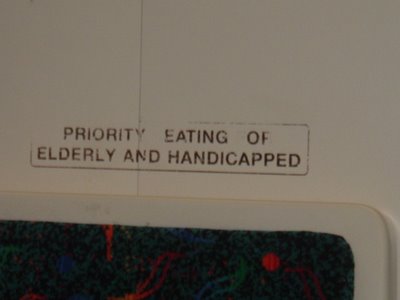 PRIORITY EATING OF
ELDERLY AND HANDICAPPED